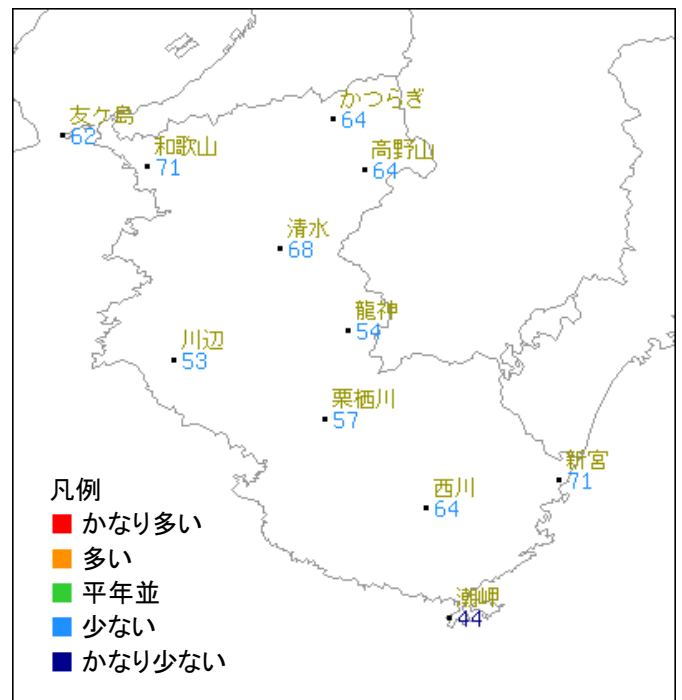 かつらぎ
64
友ケ島
62
和歌山
71
高野山
64
清水
68
龍神
54
川辺
53
栗栖川
57
新宮
71
西川
64
潮岬
44
凡例
かなり多い
多い
平年並
少ない
かなり少ない